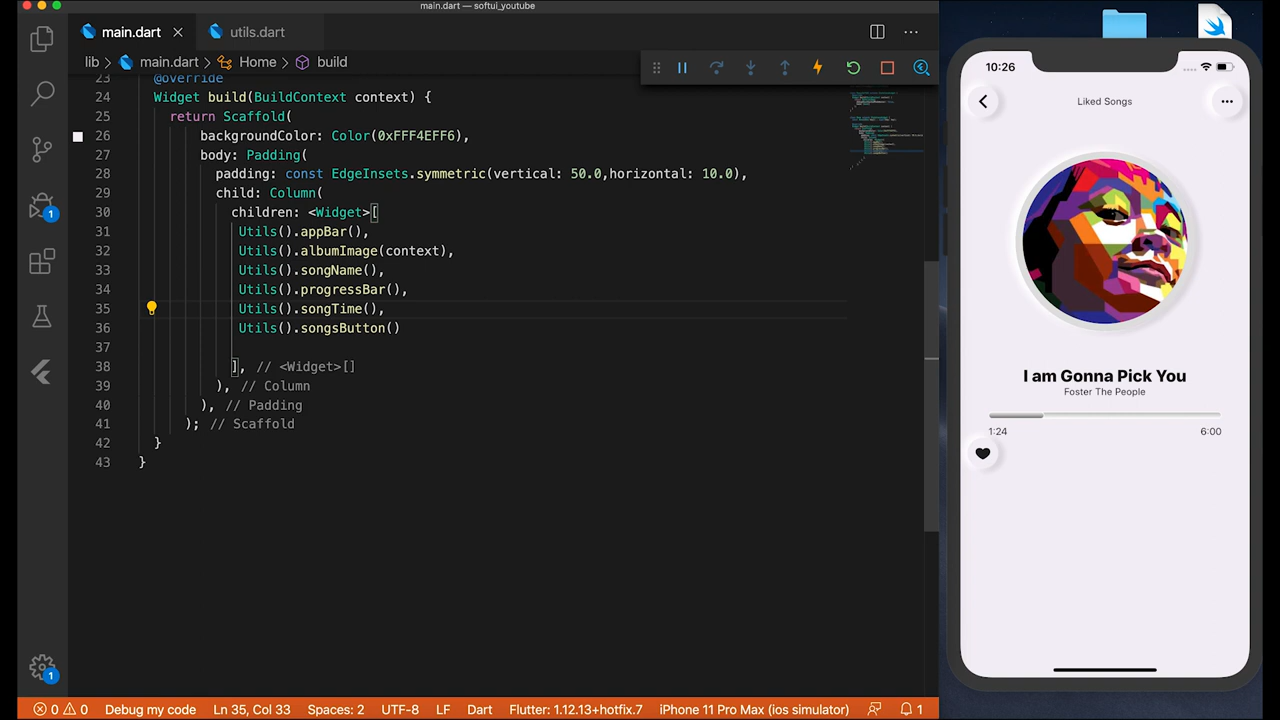 main.dart — softui_youtube
main.dart
utils.dart
lib > main.dart > Home > build
23 @override
24 Widget build(BuildContext context) {
25 return Scaffold(
26 backgroundColor: Color(0xFFF4EFF6),
27 body: Padding(
28 padding: const EdgeInsets.symmetric(vertical: 50.0,horizontal: 10.0),
29 child: Column(
30 children: <Widget>[
31 Utils().appBar(),
32 Utils().albumImage(context),
33 Utils().songName(),
34 Utils().progressBar(),
35 Utils().songTime(),
36 Utils().songsButton()
37
38 ], // <Widget>[]
39 ), // Column
40 ), // Padding
41 ); // Scaffold
42 }
43 }
1
1
0 0 Debug my code Ln 35, Col 33 Spaces: 2 UTF-8 LF Dart Flutter: 1.12.13+hotfix.7 iPhone 11 Pro Max (ios simulator) 1
10:26
Liked Songs
I am Gonna Pick You
Foster The People
1:24 6:00